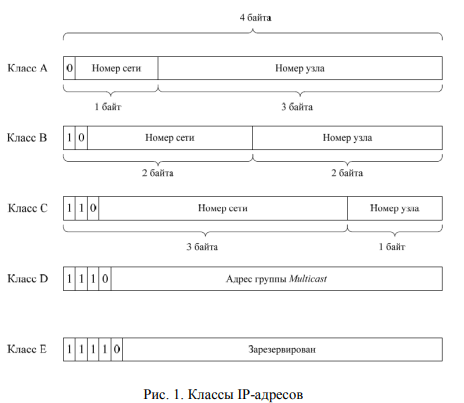 4 байта
Класс A
0 Номер сети Номер узла
1 байт 3 байта
Класс B
1 0 Номер сети Номер узла
2 байта 2 байта
Класс C
1 1 0 Номер сети Номер узла
3 байта 1 байт
Класс D
1 1 1 0 Адрес группы Multicast
Класс E
1 1 1 1 0 Зарезервирован
Рис. 1. Классы IP-адресов